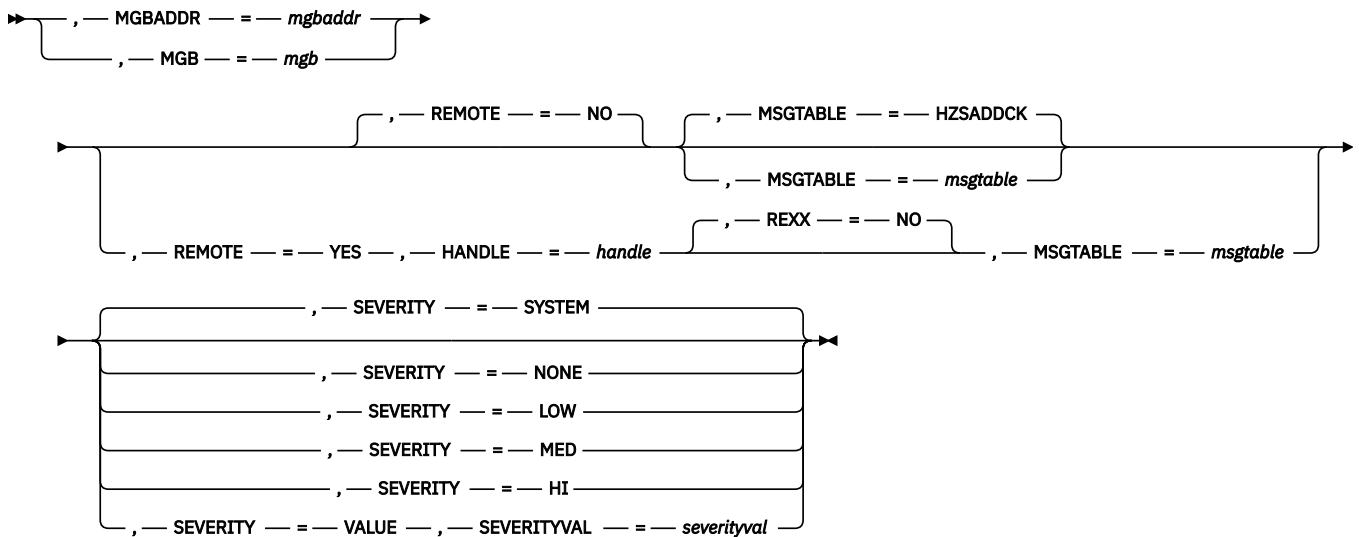 , MGBADDR = mgbaddr
, MGB = mgb
, REMOTE = NO , MSGTABLE = HZSADDCK
, MSGTABLE = msgtable
, REXX = NO
, REMOTE = YES , HANDLE = handle , MSGTABLE = msgtable
, SEVERITY = SYSTEM
, SEVERITY = NONE
, SEVERITY = LOW
, SEVERITY = MED
, SEVERITY = HI
, SEVERITY = VALUE , SEVERITYVAL = severityval